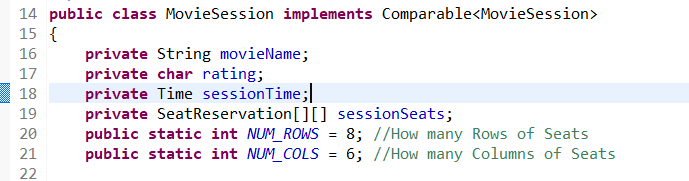 14 public class MovieSession implements Comparable<MovieSession>
15 {
16     private String movieName;
17     private char rating;
18     private Time sessionTime;
19     private SeatReservation[][] sessionSeats;
20     public static int NUM_ROWS = 8; //How many Rows of Seats
21     public static int NUM_COLS = 6; //How many Columns of Seats
22